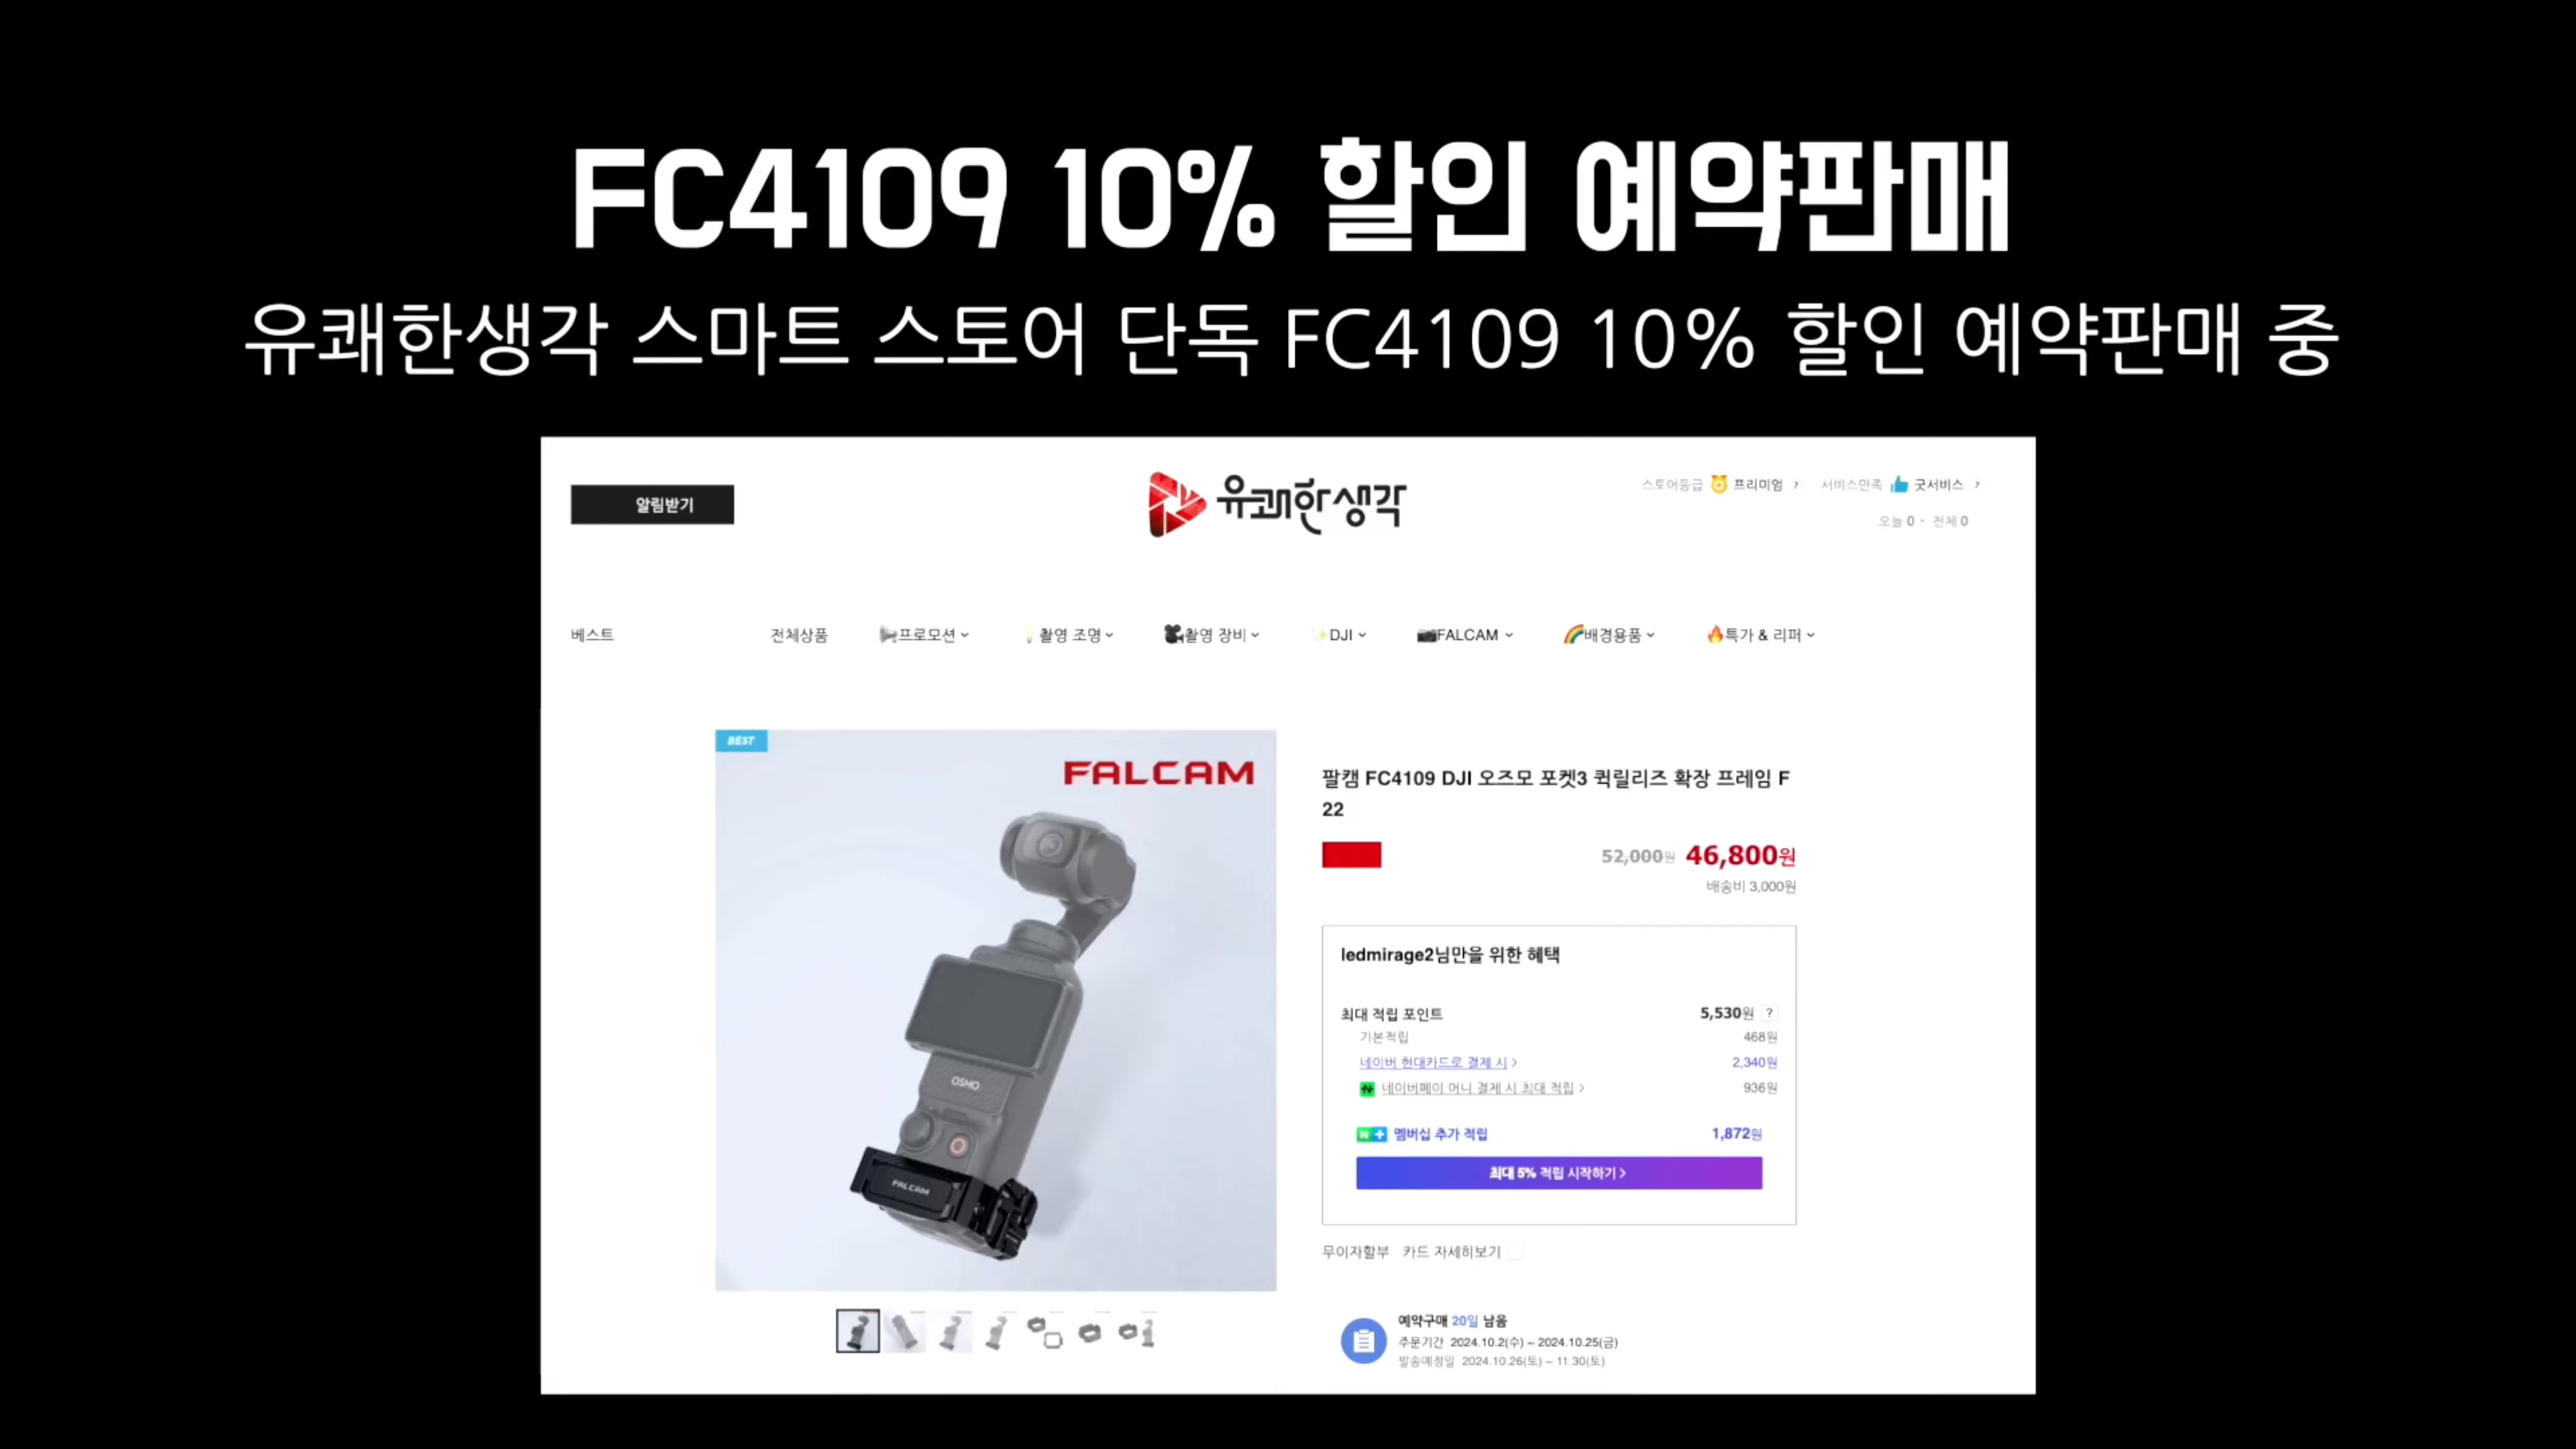 FC4109 10% 할인 예약판매
유쾌한생각 스마트 스토어 단독 FC4109 10% 할인 예약판매 중
알림받기
유쾌한생각
스토어등급 프리미엄 서비스만족 굿서비스
오늘 0 · 전체 0
베스트 전체상품 프로모션 촬영 조명 촬영 장비 DJI FALCAM 배경용품 특가 & 리퍼
BEST
FALCAM
OSMO
FALCAM
팔캠 FC4109 DJI 오즈모 포켓3 퀵릴리즈 확장 프레임 F
22
52,000원 46,800원
배송비 3,000원
ledmirage2님만을 위한 혜택
최대 적립 포인트 5,530원 ?
기본적립 468원
네이버 현대카드로 결제 시 > 2,340원
N 네이버페이 머니 결제 시 최대 적립 > 936원
N+ 멤버십 추가 적립 1,872원
최대 5% 적립 시작하기 >
무이자할부 카드 자세히보기
예약구매 20일 남음
주문기간 2024.10.2(수) ~ 2024.10.25(금)
발송예정일 2024.10.26(토) ~ 11.30(토)